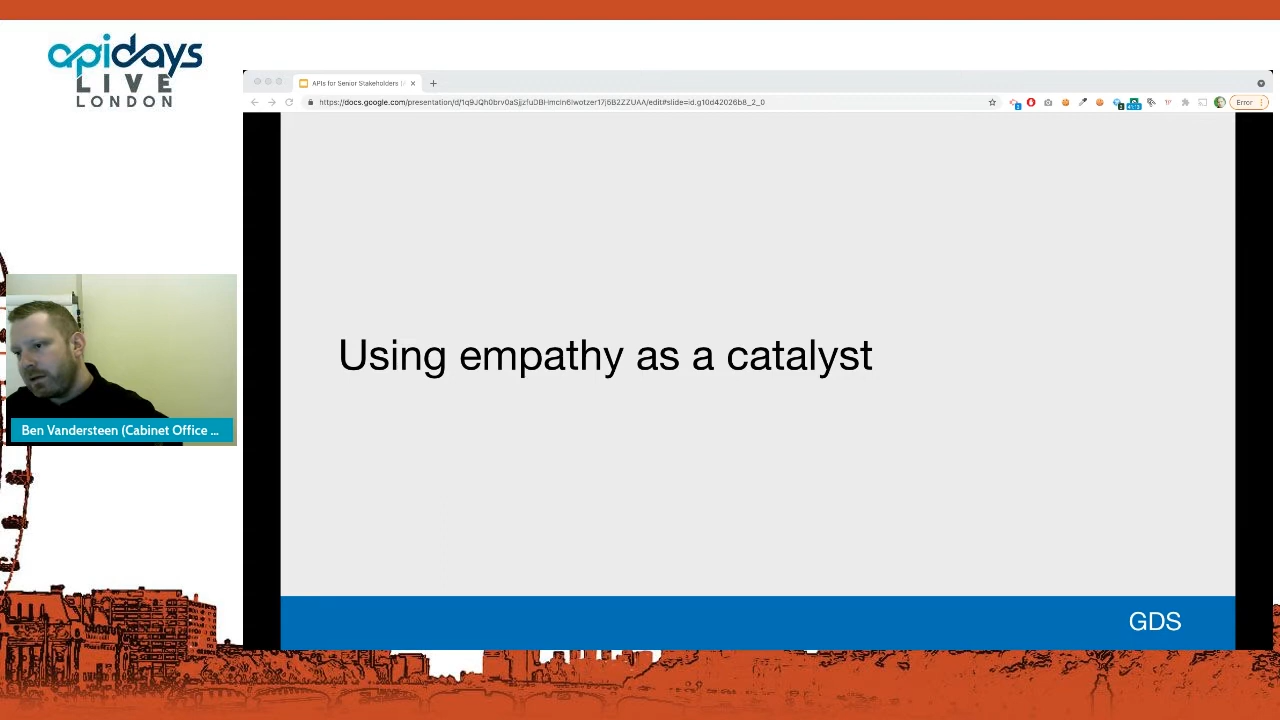 apidays
LIVE
LONDON
APIs for Senior Stakeholders (
Using empathy as a catalyst
Ben Vandersteen (Cabinet Office ...
GDS
Error